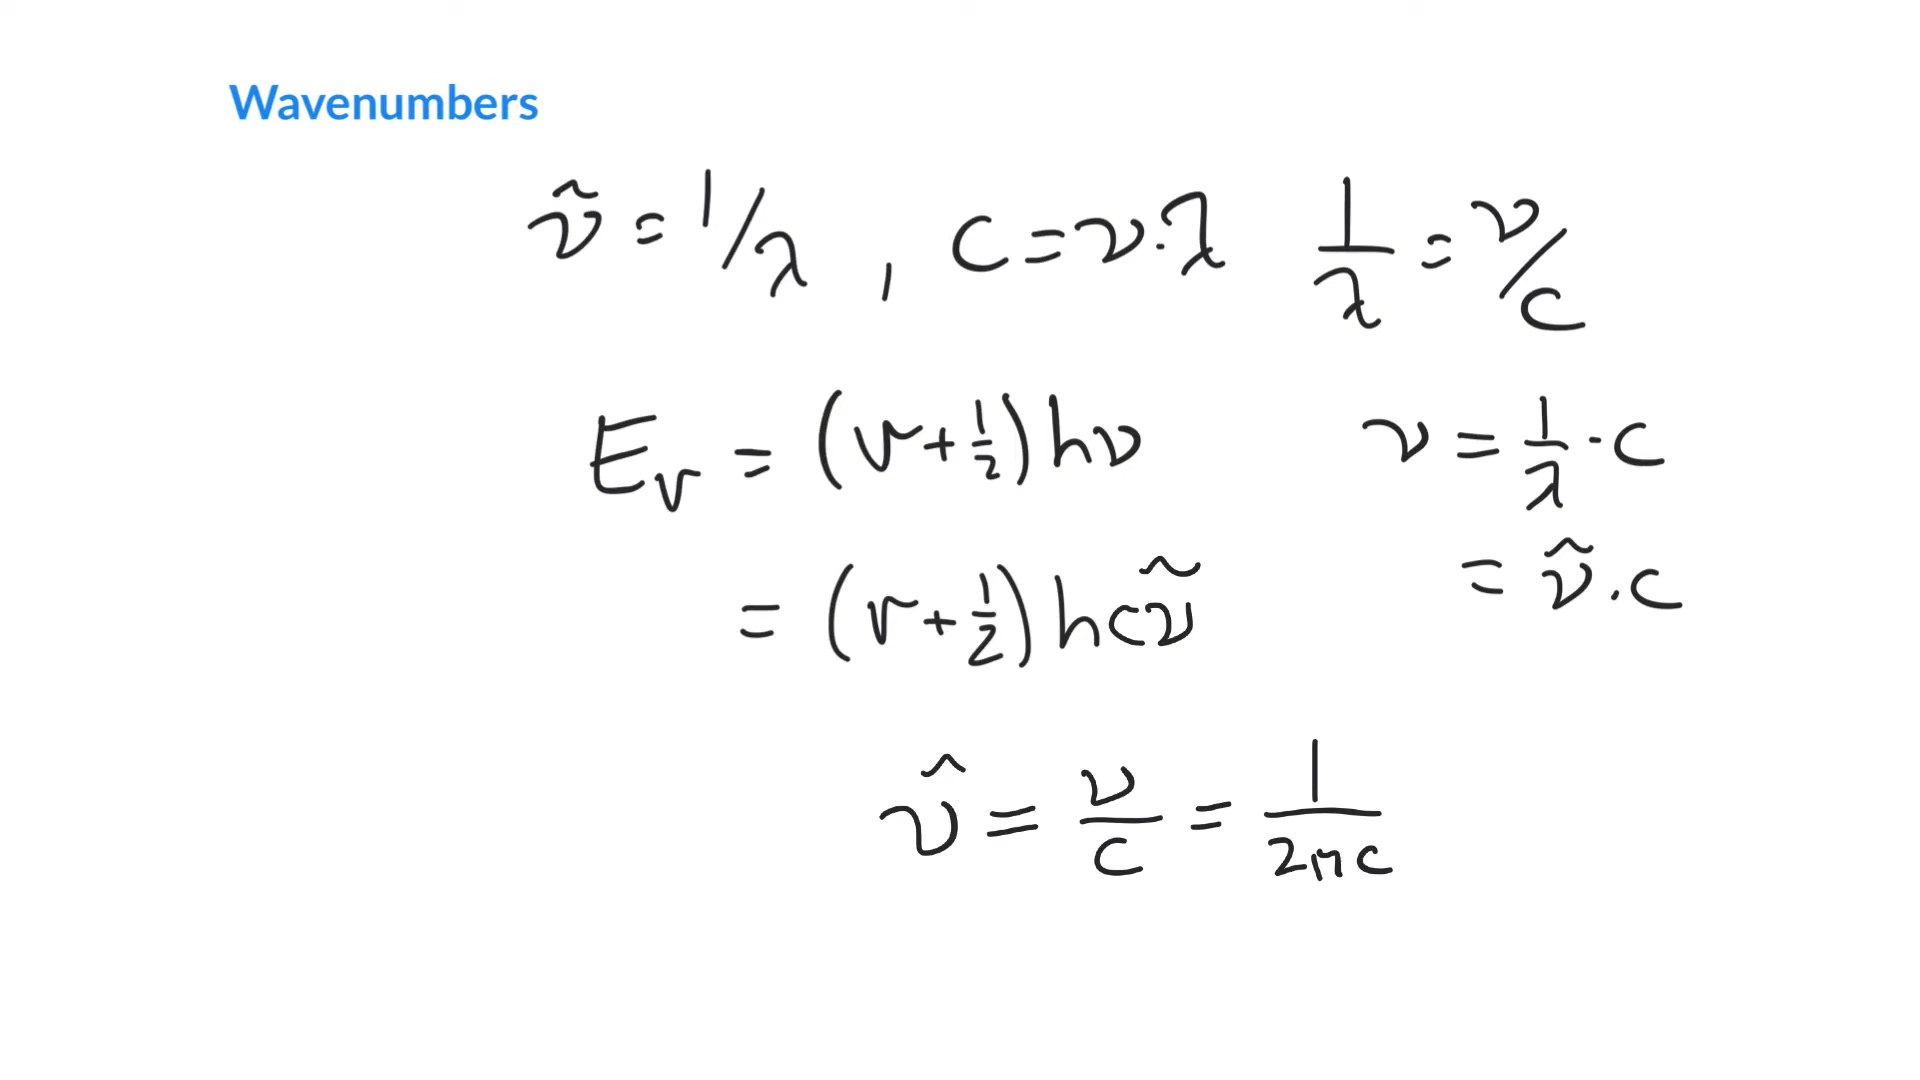 Wavenumbers
ν̃ = 1/λ , c = ν·λ 1/λ = ν/c
E_v = (v + 1/2) hν ν = 1/λ · c
= (v + 1/2) hcν̃ = ν̃ · c
ν̃ = ν/c = 1/2πc